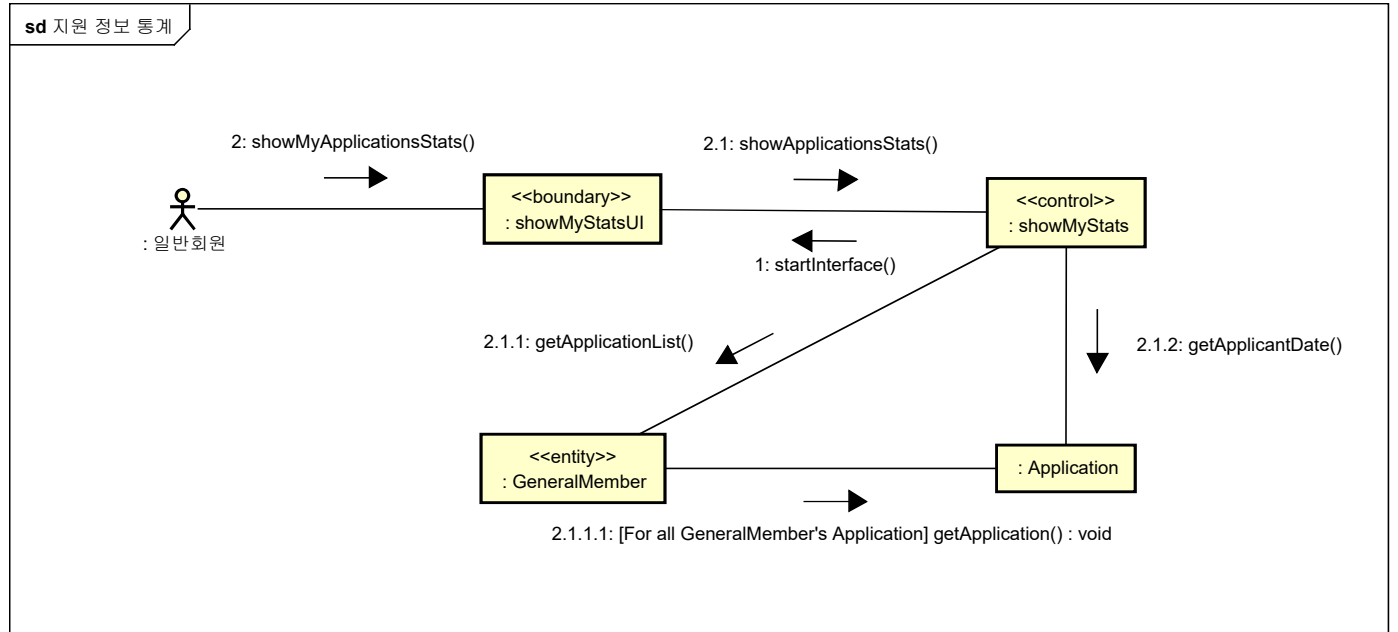 sd 지원 정보 통계
2: showMyApplicationsStats()
2.1: showApplicationsStats()
<<boundary>>
: showMyStatsUI
<<control>>
: showMyStats
: 일반회원
1: startInterface()
2.1.1: getApplicationList()
2.1.2: getApplicantDate()
<<entity>>
: GeneralMember
: Application
2.1.1.1: [For all GeneralMember's Application] getApplication() : void